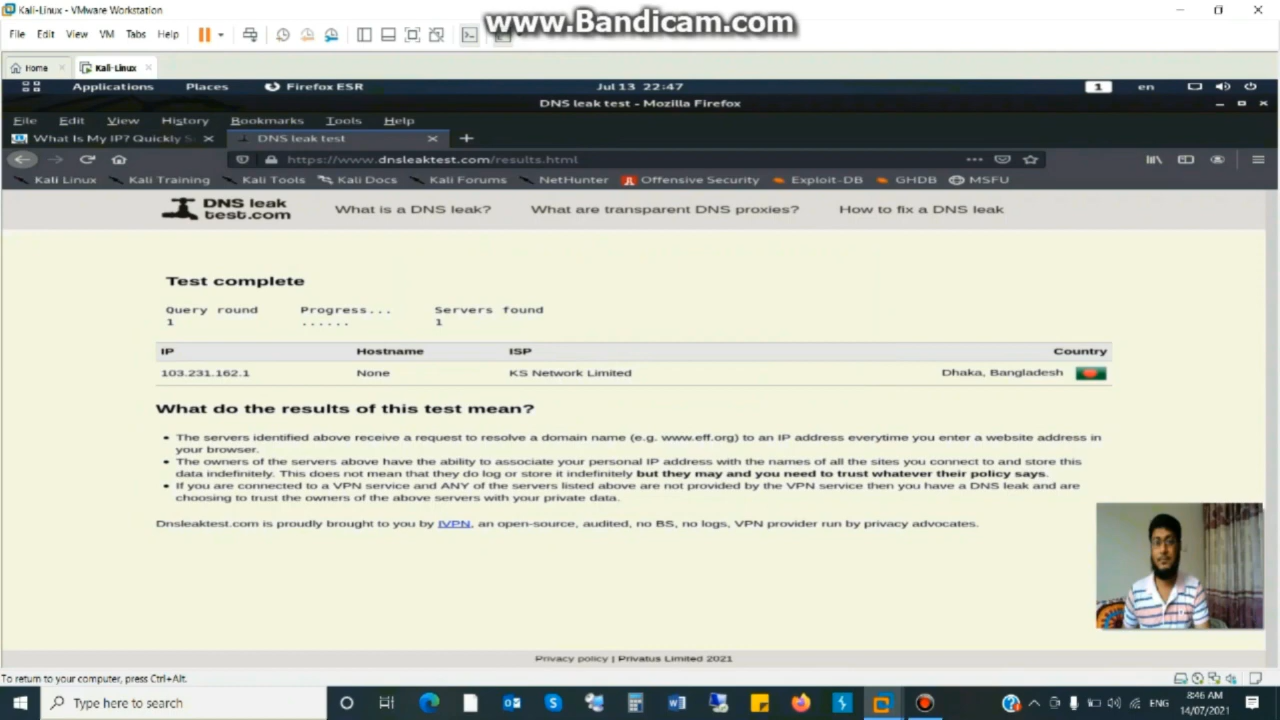 Kali-Linux - VMware Workstation
www.Bandicam.com
File Edit View VM Tabs Help
Home Kali-Linux
Applications Places Firefox ESR Jul 13 22:47 1 en
DNS leak test - Mozilla Firefox
File Edit View History Bookmarks Tools Help
What Is My IP? Quickly S DNS leak test
https://www.dnsleaktest.com/results.html
Kali Linux Kali Training Kali Tools Kali Docs Kali Forums NetHunter Offensive Security Exploit-DB GHDB MSFU
DNS leak test.com What is a DNS leak? What are transparent DNS proxies? How to fix a DNS leak
Test complete
Query round Progress... Servers found
1 ...... 1
IP Hostname ISP Country
103.231.162.1 None KS Network Limited Dhaka, Bangladesh
What do the results of this test mean?
The servers identified above receive a request to resolve a domain name (e.g. www.eff.org) to an IP address everytime you enter a website address in
your browser.
The owners of the servers above have the ability to associate your personal IP address with the names of all the sites you connect to and store this
data indefinitely. This does not mean that they do log or store it indefinitely but they may and you need to trust whatever their policy says.
If you are connected to a VPN service and ANY of the servers listed above are not provided by the VPN service then you have a DNS leak and are
choosing to trust the owners of the above servers with your private data.
Dnsleaktest.com is proudly brought to you by IVPN, an open-source, audited, no BS, no logs, VPN provider run by privacy advocates.
Privacy policy | Privatus Limited 2021
To return to your computer, press Ctrl+Alt.
Type here to search
ENG
8:46 AM
14/07/2021